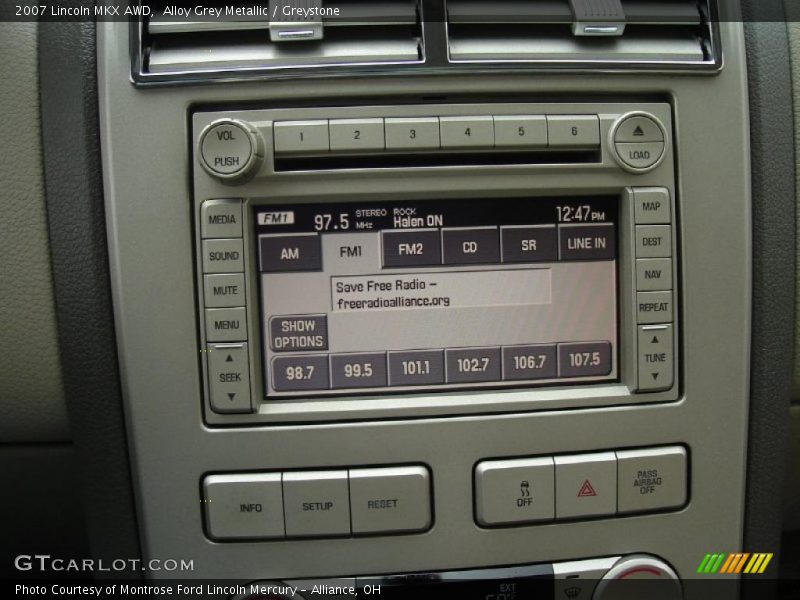 2007 Lincoln MKX AWD, Alloy Grey Metallic / Greystone
VOL
PUSH
1 2 3 4 5 6
LOAD
MEDIA
SOUND
MUTE
MENU
SEEK
FM1 97.5 MHz STEREO ROCK Halen ON 12:47PM
AM FM1 FM2 CD SR LINE IN
Save Free Radio -
freeradioalliance.org
SHOW
OPTIONS
98.7 99.5 101.1 102.7 106.7 107.5
MAP
DEST
NAV
REPEAT
TUNE
INFO SETUP RESET
OFF
PASS
AIRBAG
OFF
EXT
GTCARLOT.COM
Photo Courtesy of Montrose Ford Lincoln Mercury - Alliance, OH